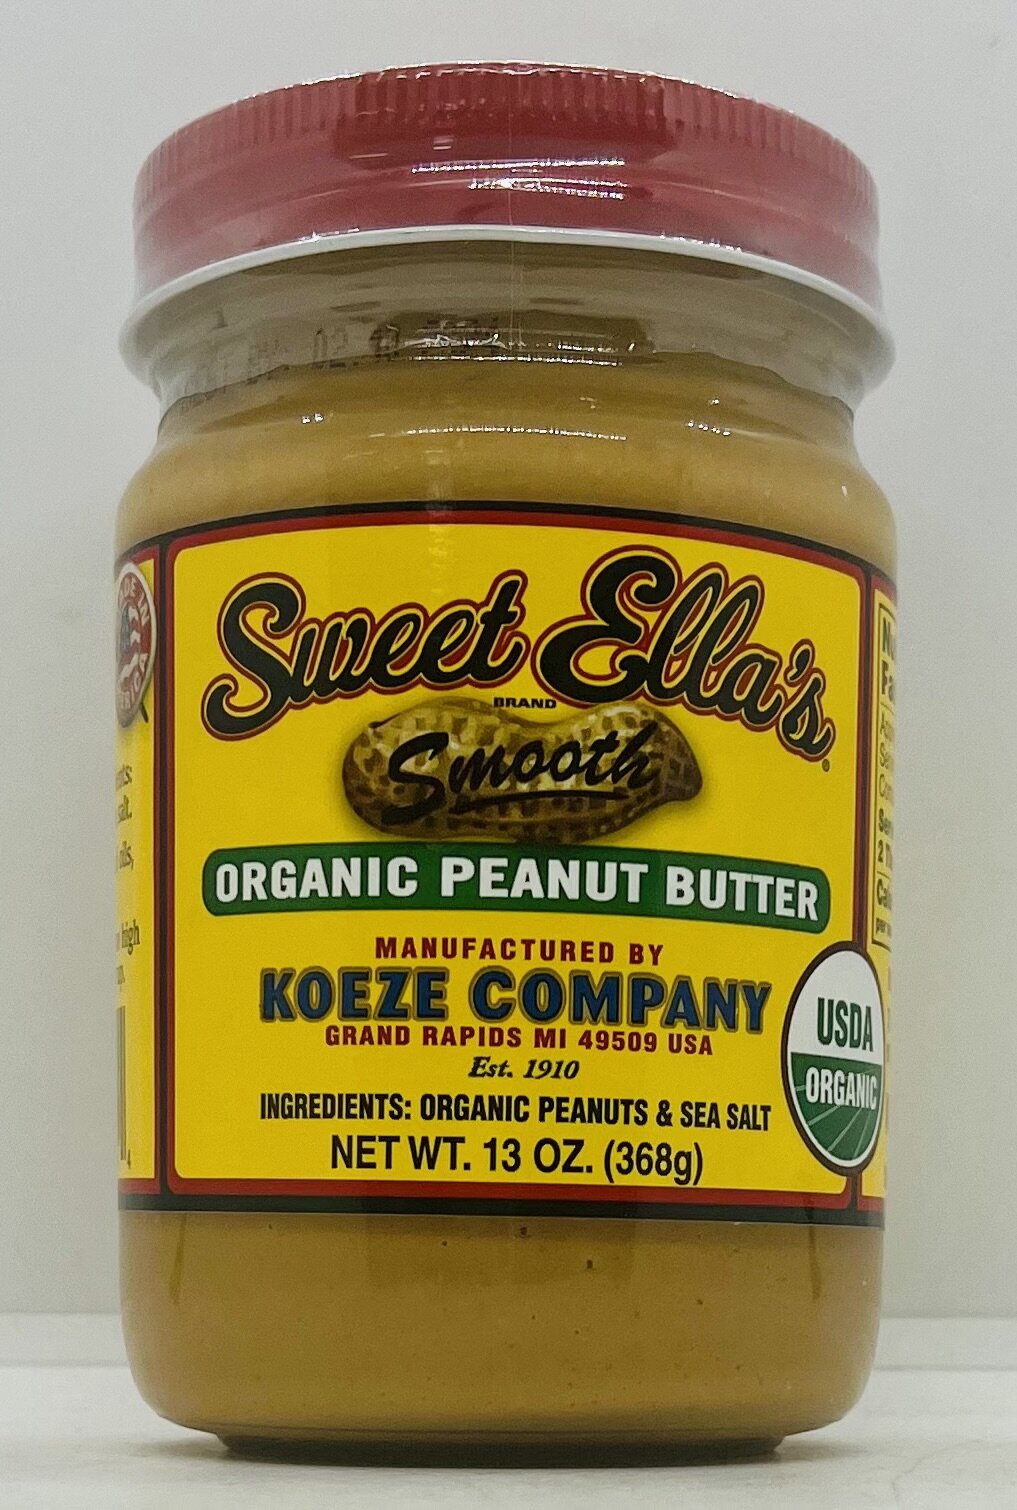 Sweet Ella's®
BRAND
Smooth
ORGANIC PEANUT BUTTER
MANUFACTURED BY
KOEZE COMPANY
GRAND RAPIDS MI 49509 USA
Est. 1910
INGREDIENTS: ORGANIC PEANUTS & SEA SALT
NET WT. 13 OZ. (368g)
USDA
ORGANIC
high